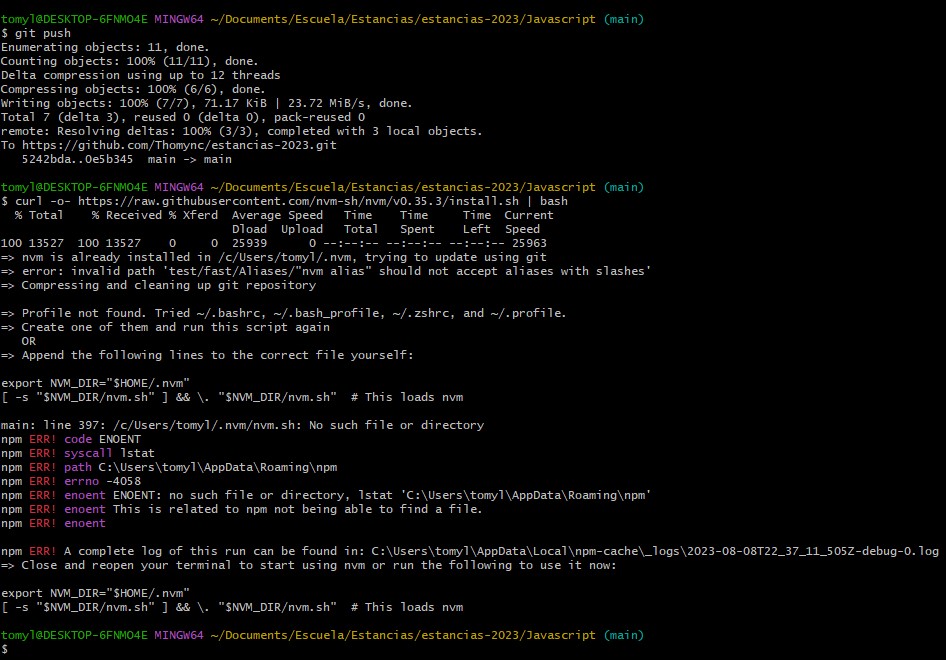 tomyl@DESKTOP-6FNMO4E MINGW64 ~/Documents/Escuela/Estancias/estancias-2023/Javascript (main)
$ git push
Enumerating objects: 11, done.
Counting objects: 100% (11/11), done.
Delta compression using up to 12 threads
Compressing objects: 100% (6/6), done.
Writing objects: 100% (7/7), 71.17 KiB | 23.72 MiB/s, done.
Total 7 (delta 3), reused 0 (delta 0), pack-reused 0
remote: Resolving deltas: 100% (3/3), completed with 3 local objects.
To https://github.com/Thomync/estancias-2023.git
   5242bda..0e5b345  main -> main

tomyl@DESKTOP-6FNMO4E MINGW64 ~/Documents/Escuela/Estancias/estancias-2023/Javascript (main)
$ curl -o- https://raw.githubusercontent.com/nvm-sh/nvm/v0.35.3/install.sh | bash
  % Total    % Received % Xferd  Average Speed   Time    Time     Time  Current
                                 Dload  Upload   Total   Spent    Left  Speed
100 13527  100 13527    0     0  25939      0 --:--:-- --:--:-- --:--:-- 25963
=> nvm is already installed in /c/Users/tomyl/.nvm, trying to update using git
=> error: invalid path 'test/fast/Aliases/"nvm alias" should not accept aliases with slashes'
=> Compressing and cleaning up git repository

=> Profile not found. Tried ~/.bashrc, ~/.bash_profile, ~/.zshrc, and ~/.profile.
=> Create one of them and run this script again
   OR
=> Append the following lines to the correct file yourself:

export NVM_DIR="$HOME/.nvm"
[ -s "$NVM_DIR/nvm.sh" ] && \. "$NVM_DIR/nvm.sh"  # This loads nvm

main: line 397: /c/Users/tomyl/.nvm/nvm.sh: No such file or directory
npm ERR! code ENOENT
npm ERR! syscall lstat
npm ERR! path C:\Users\tomyl\AppData\Roaming\npm
npm ERR! errno -4058
npm ERR! enoent ENOENT: no such file or directory, lstat 'C:\Users\tomyl\AppData\Roaming\npm'
npm ERR! enoent This is related to npm not being able to find a file.
npm ERR! enoent

npm ERR! A complete log of this run can be found in: C:\Users\tomyl\AppData\Local\npm-cache\_logs\2023-08-08T22_37_11_505Z-debug-0.log
=> Close and reopen your terminal to start using nvm or run the following to use it now:

export NVM_DIR="$HOME/.nvm"
[ -s "$NVM_DIR/nvm.sh" ] && \. "$NVM_DIR/nvm.sh"  # This loads nvm

tomyl@DESKTOP-6FNMO4E MINGW64 ~/Documents/Escuela/Estancias/estancias-2023/Javascript (main)
$